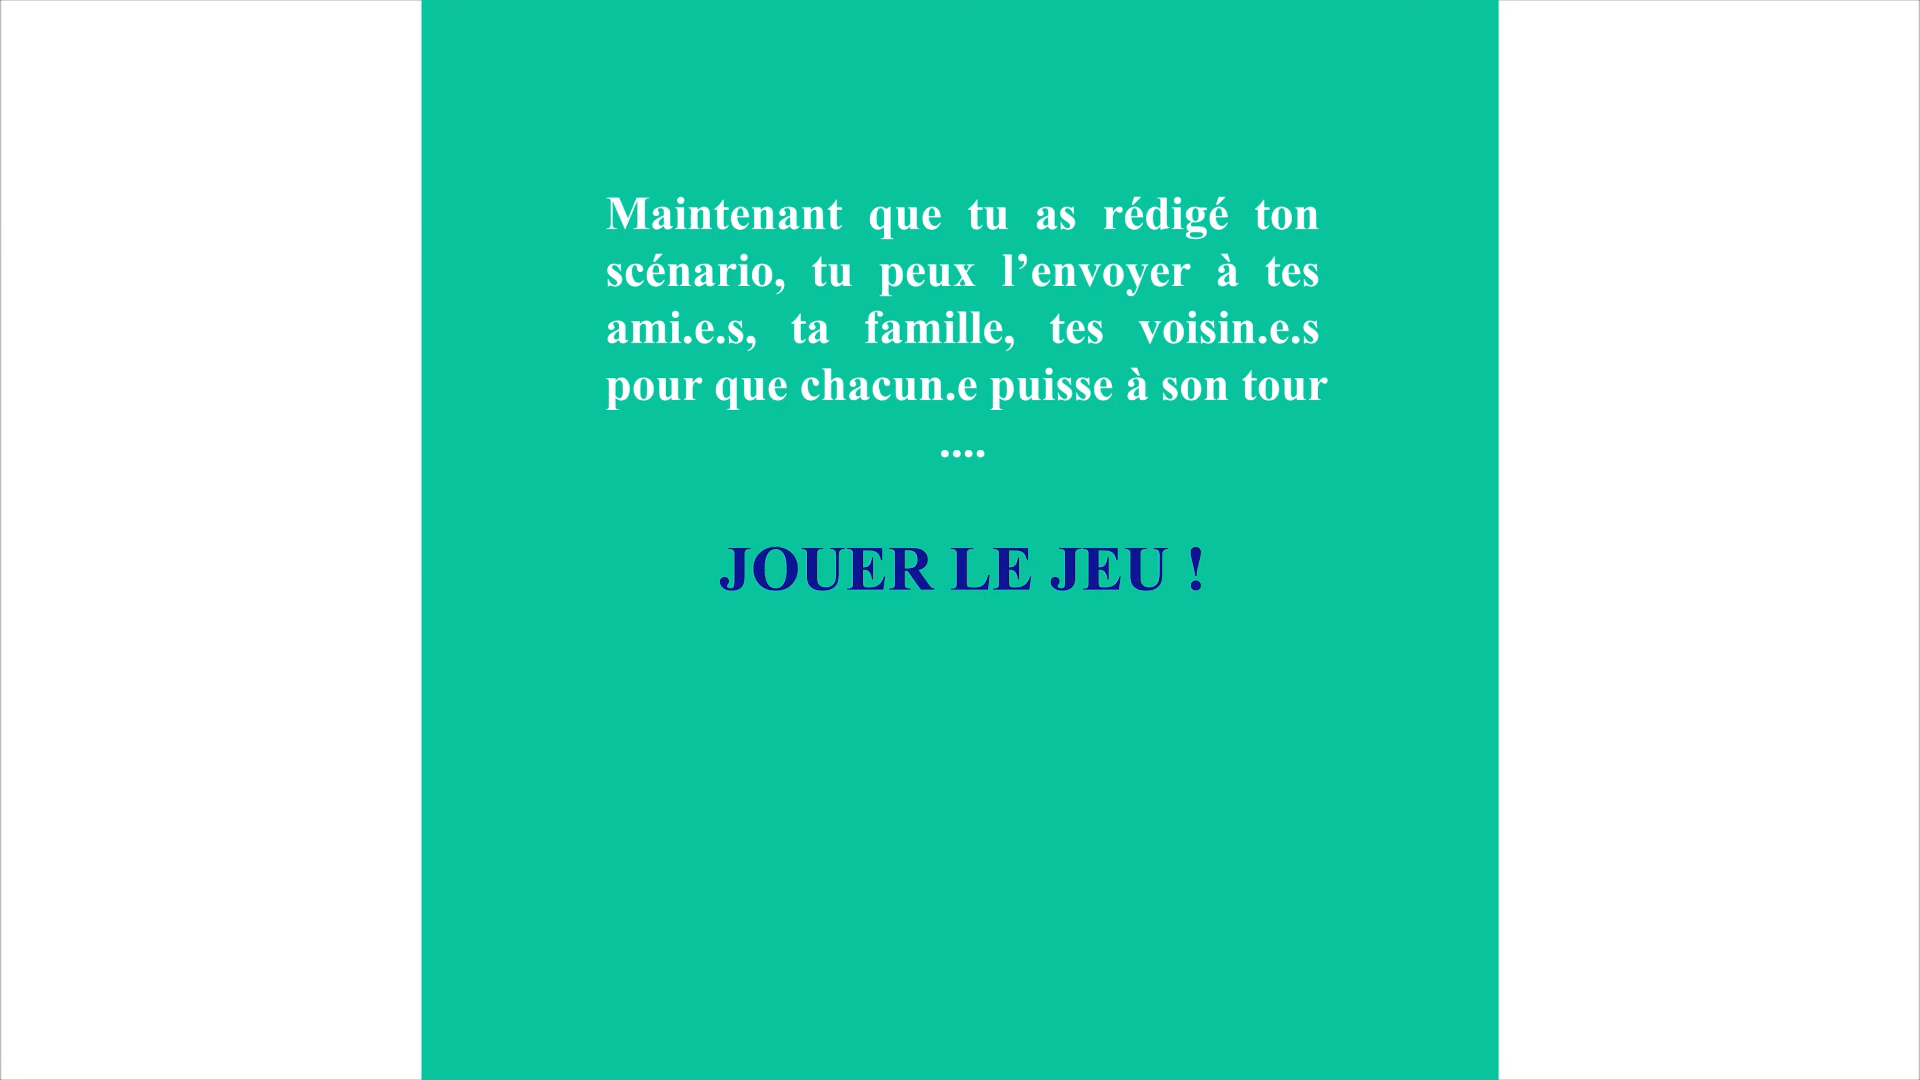 Maintenant que tu as rédigé ton
scénario, tu peux l’envoyer à tes
ami.e.s, ta famille, tes voisin.e.s
pour que chacun.e puisse à son tour
....
JOUER LE JEU !